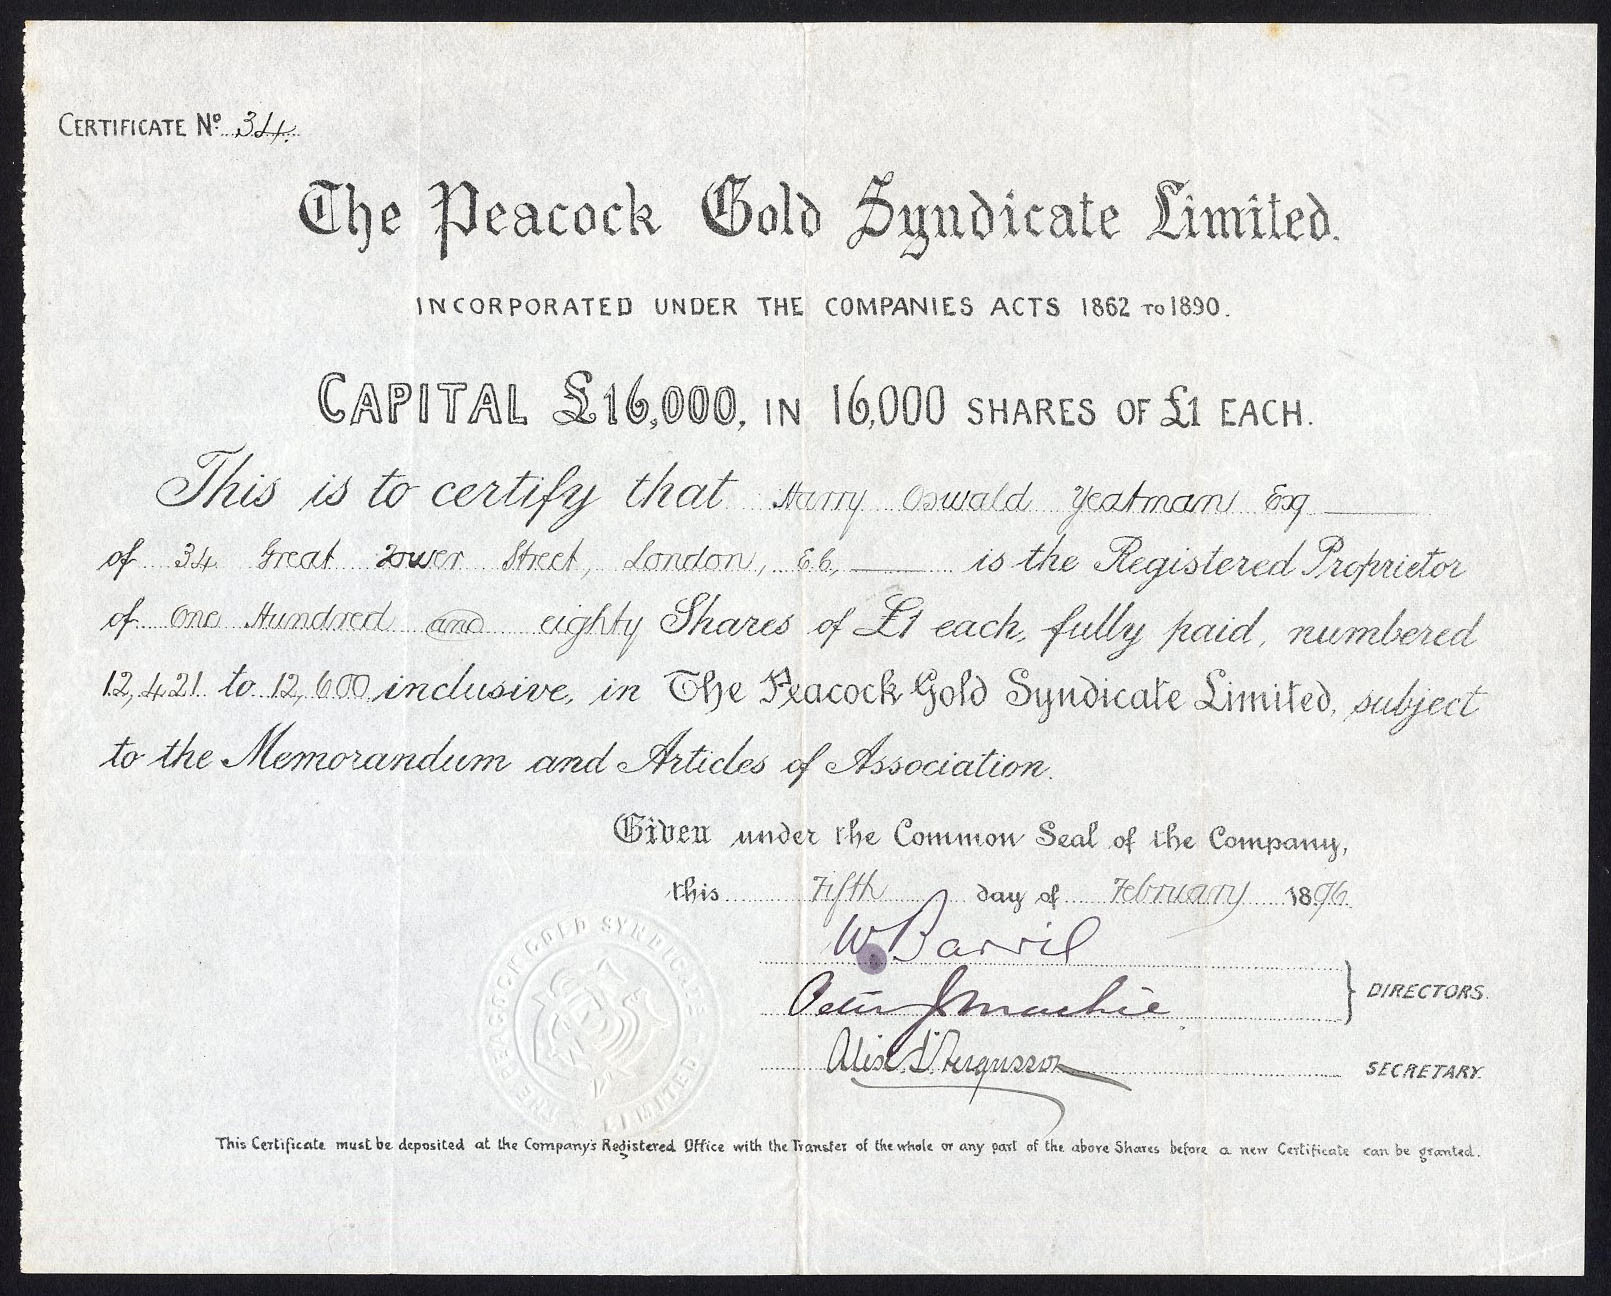 CERTIFICATE No. 34.
The Peacock Gold Syndicate Limited.
INCORPORATED UNDER THE COMPANIES ACTS 1862 TO 1890.
CAPITAL £16,000, IN 16,000 SHARES OF £1 EACH.
This is to certify that Harry Oswald Yeatman Esq
of 34 Great Tower Street, London, E.C, is the Registered Proprietor
of One Hundred and eighty Shares of £1 each, fully paid, numbered
12,421 to 12,600 inclusive, in The Peacock Gold Syndicate Limited, subject
to the Memorandum and Articles of Association.
Given under the Common Seal of the Company,
this Fifth day of February 1896
W. Barril
Peter J Mackie
DIRECTORS.
Alex D. Fergusson
SECRETARY.
THE PEACOCK GOLD SYNDICATE LIMITED
This Certificate must be deposited at the Company's Registered Office with the Transfer of the whole or any part of the above Shares before a new Certificate can be granted.